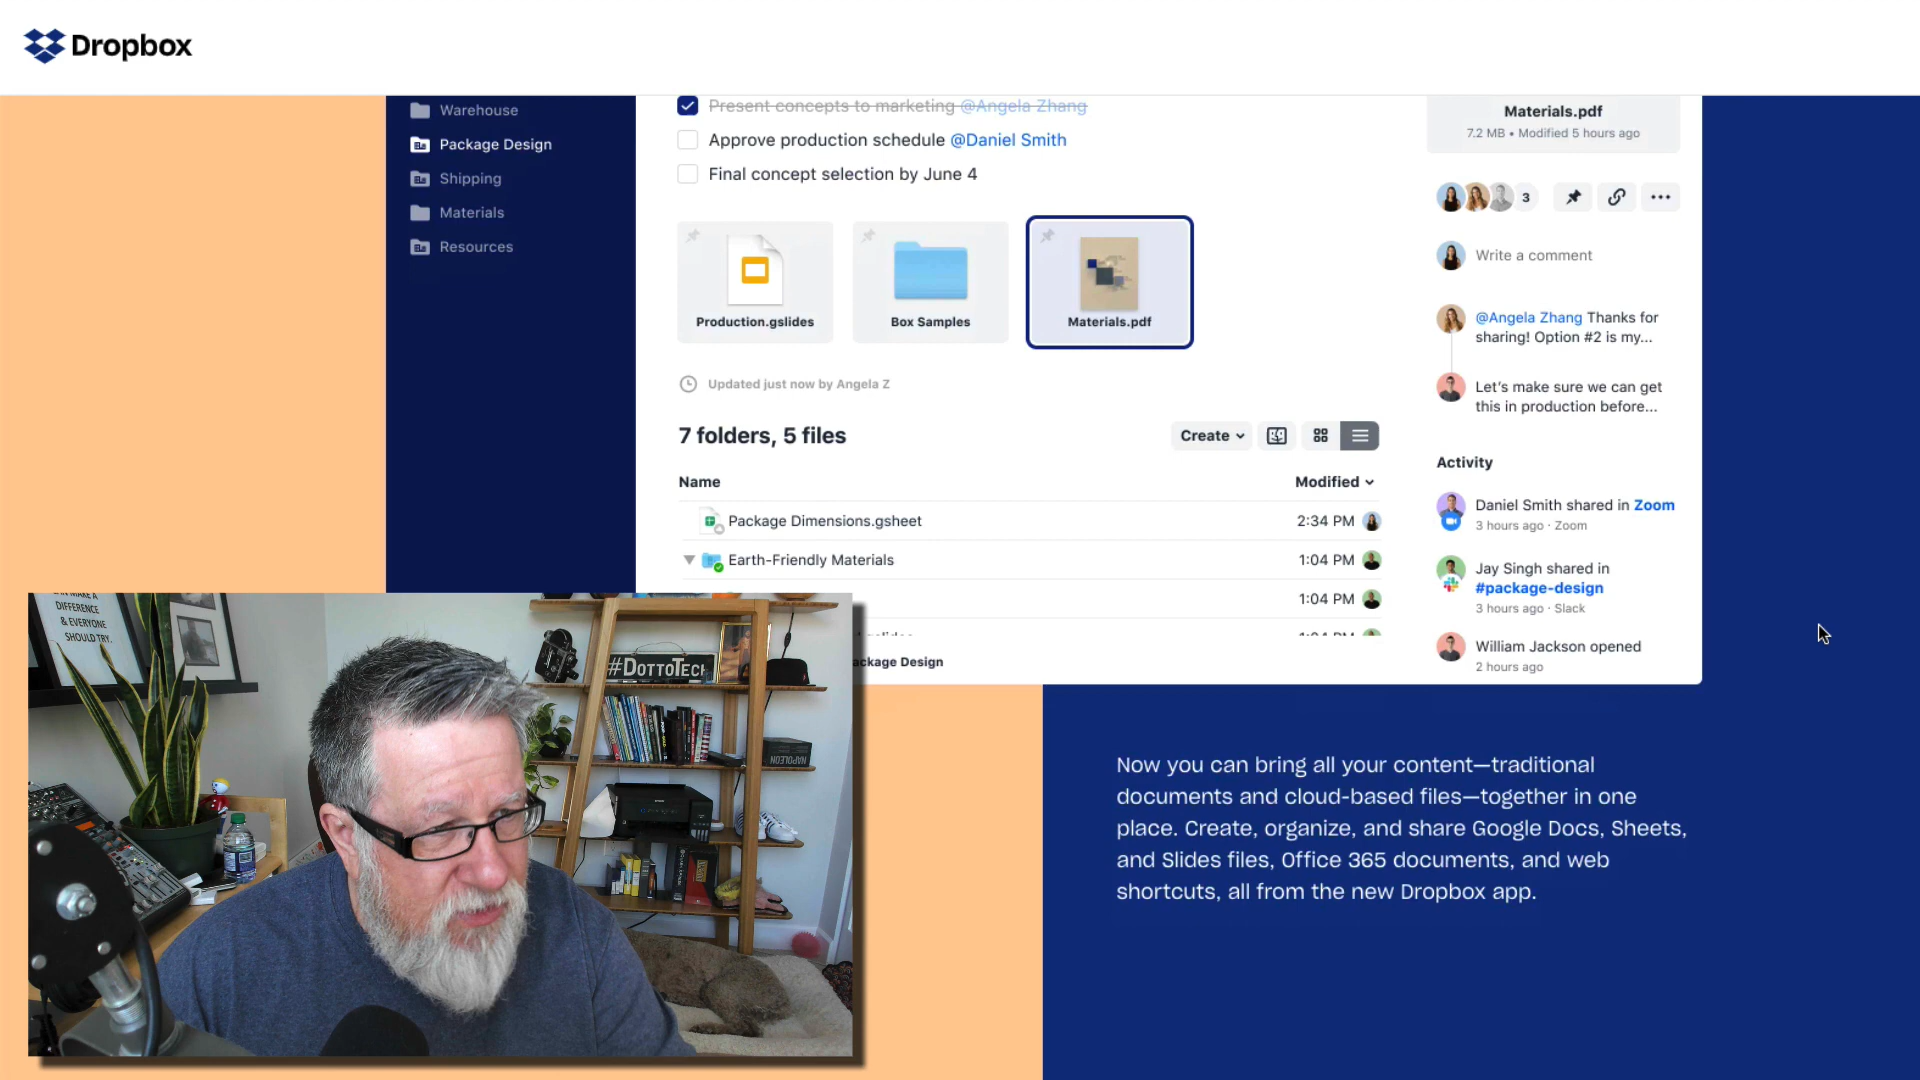 Dropbox
Warehouse
Package Design
Shipping
Materials
Resources
Present concepts to marketing @Angela Zhang
Approve production schedule @Daniel Smith
Final concept selection by June 4
Production.gslides
Box Samples
Materials.pdf
Updated just now by Angela Z
7 folders, 5 files
Create
Name
Modified
Package Dimensions.gsheet
2:34 PM
Earth-Friendly Materials
1:04 PM
1:04 PM
ackage Design
Materials.pdf
7.2 MB • Modified 5 hours ago
3
Write a comment
@Angela Zhang Thanks for
sharing! Option #2 is my...
Let's make sure we can get
this in production before...
Activity
Daniel Smith shared in Zoom
3 hours ago · Zoom
Jay Singh shared in
#package-design
3 hours ago · Slack
William Jackson opened
2 hours ago
DIFFERENCE
& EVERYONE
SHOULD TRY.
#DOTTOTECH
NAPOLEON
Now you can bring all your content—traditional
documents and cloud-based files—together in one
place. Create, organize, and share Google Docs, Sheets,
and Slides files, Office 365 documents, and web
shortcuts, all from the new Dropbox app.